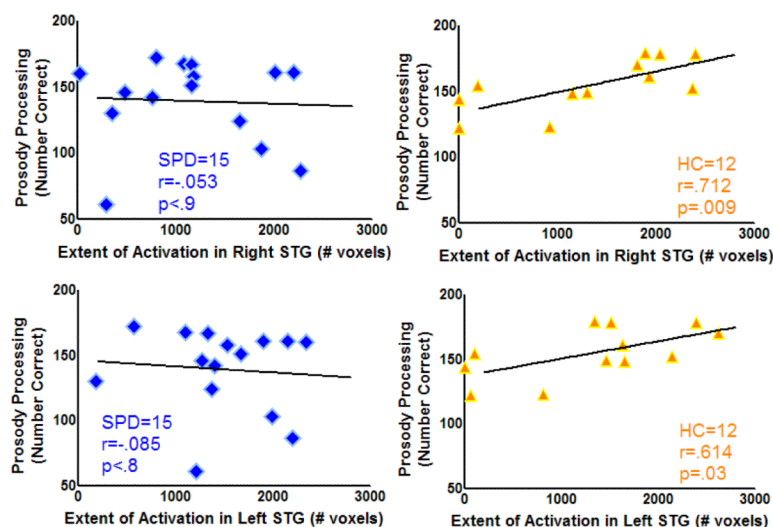 200
150
100
50
Prosody Processing
(Number Correct)
SPD=15
r=-.053
p<.9
0 1000 2000 3000
Extent of Activation in Right STG (# voxels)
200
150
100
50
Prosody Processing
(Number Correct)
HC=12
r=.712
p=.009
0 1000 2000 3000
Extent of Activation in Right STG (# voxels)
200
150
100
50
Prosody Processing
(Number Correct)
SPD=15
r=-.085
p<.8
0 1000 2000 3000
Extent of Activation in Left STG (# voxels)
200
150
100
50
Prosody Processing
(Number Correct)
HC=12
r=.614
p=.03
0 1000 2000 3000
Extent of Activation in Left STG (# voxels)